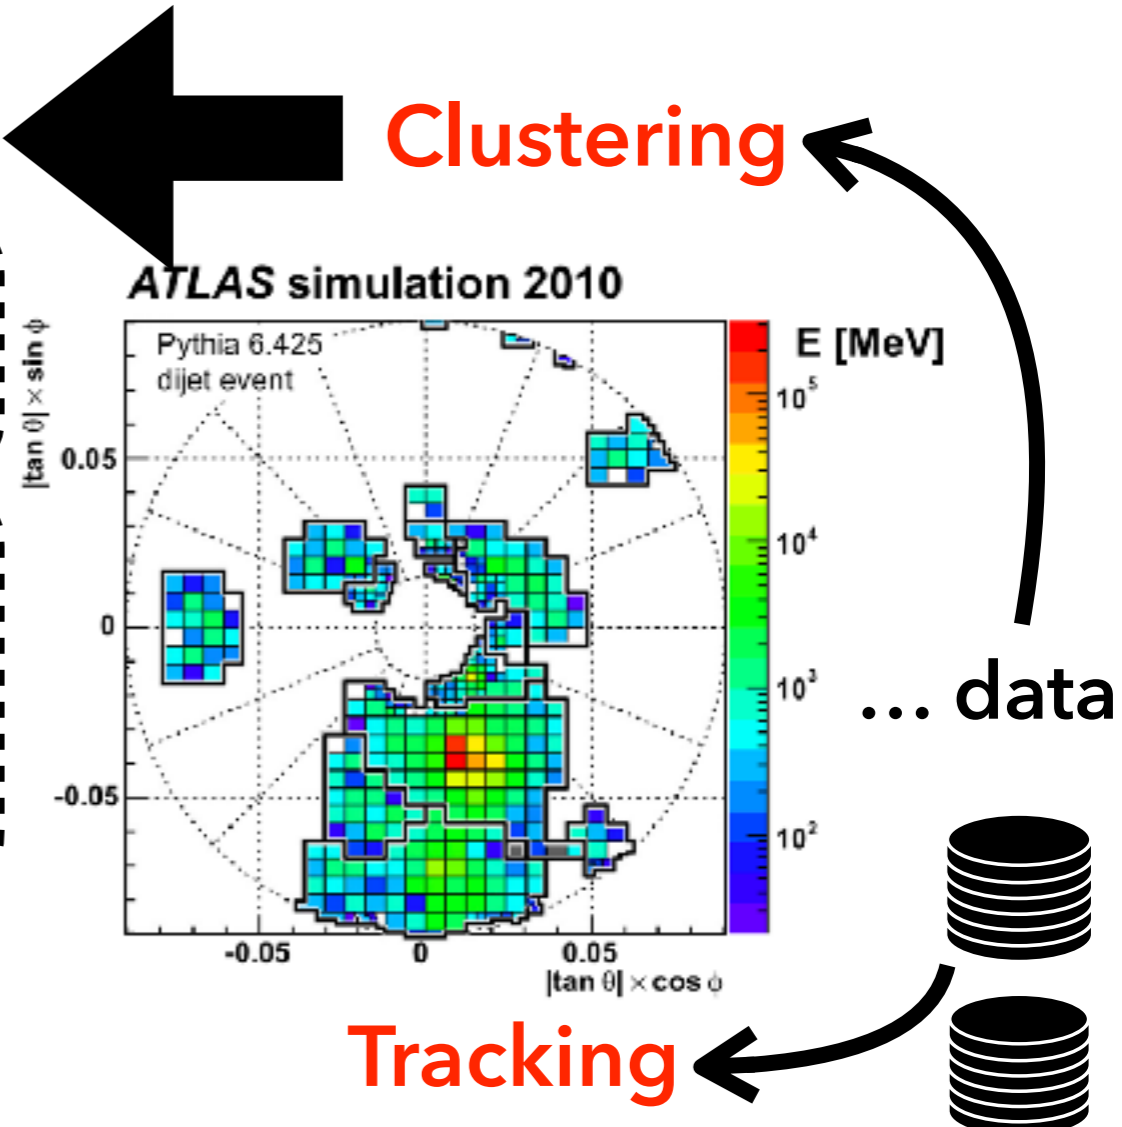 Clustering
ATLAS simulation 2010
Pythia 6.425
dijet event
E [MeV]
|tan θ| × sin ϕ
10⁵
0.05
10⁴
0
10³
... data
-0.05
10²
-0.05 0 0.05
|tan θ| × cos ϕ
Tracking